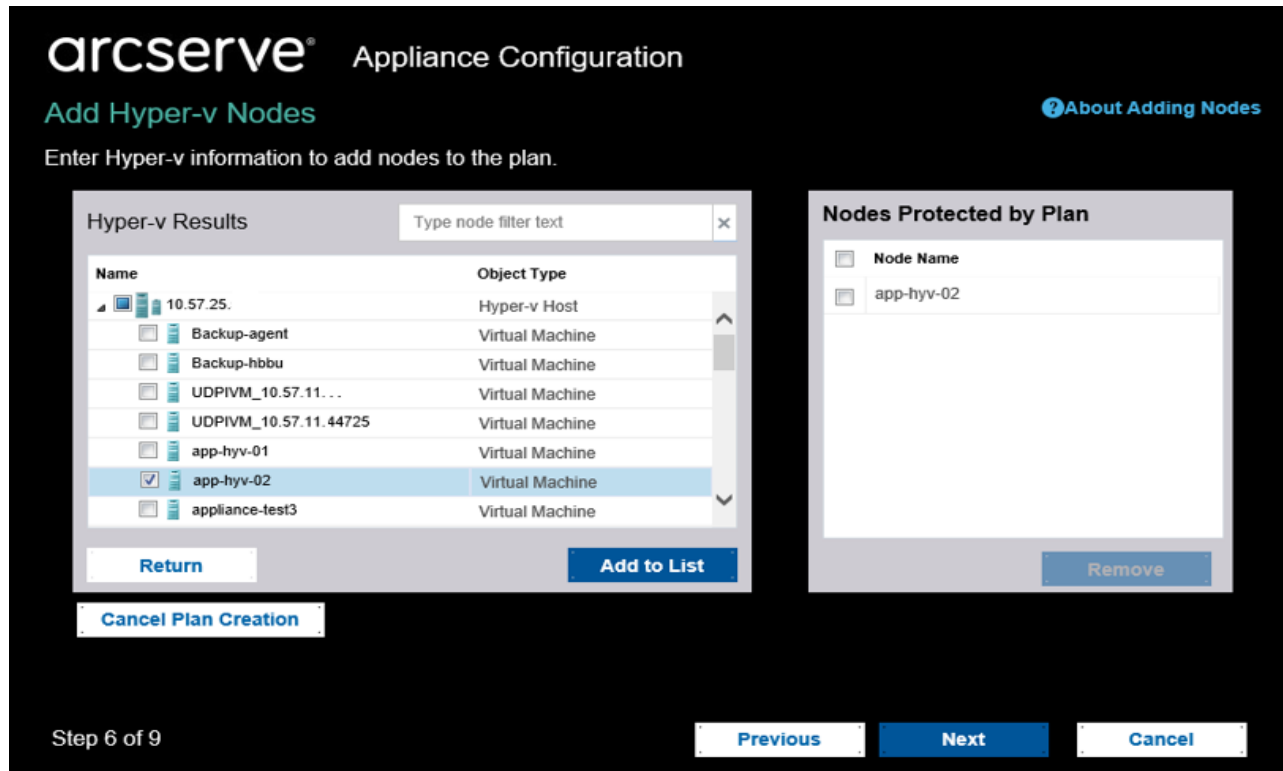 arcserve® Appliance Configuration
Add Hyper-v Nodes
?About Adding Nodes
Enter Hyper-v information to add nodes to the plan.
Hyper-v Results
Type node filter text
×
Name Object Type
10.57.25. Hyper-v Host
Backup-agent Virtual Machine
Backup-hbbu Virtual Machine
UDPIVM_10.57.11... Virtual Machine
UDPIVM_10.57.11.44725 Virtual Machine
app-hyv-01 Virtual Machine
app-hyv-02 Virtual Machine
appliance-test3 Virtual Machine
Return
Add to List
Nodes Protected by Plan
Node Name
app-hyv-02
Remove
Cancel Plan Creation
Step 6 of 9
Previous
Next
Cancel